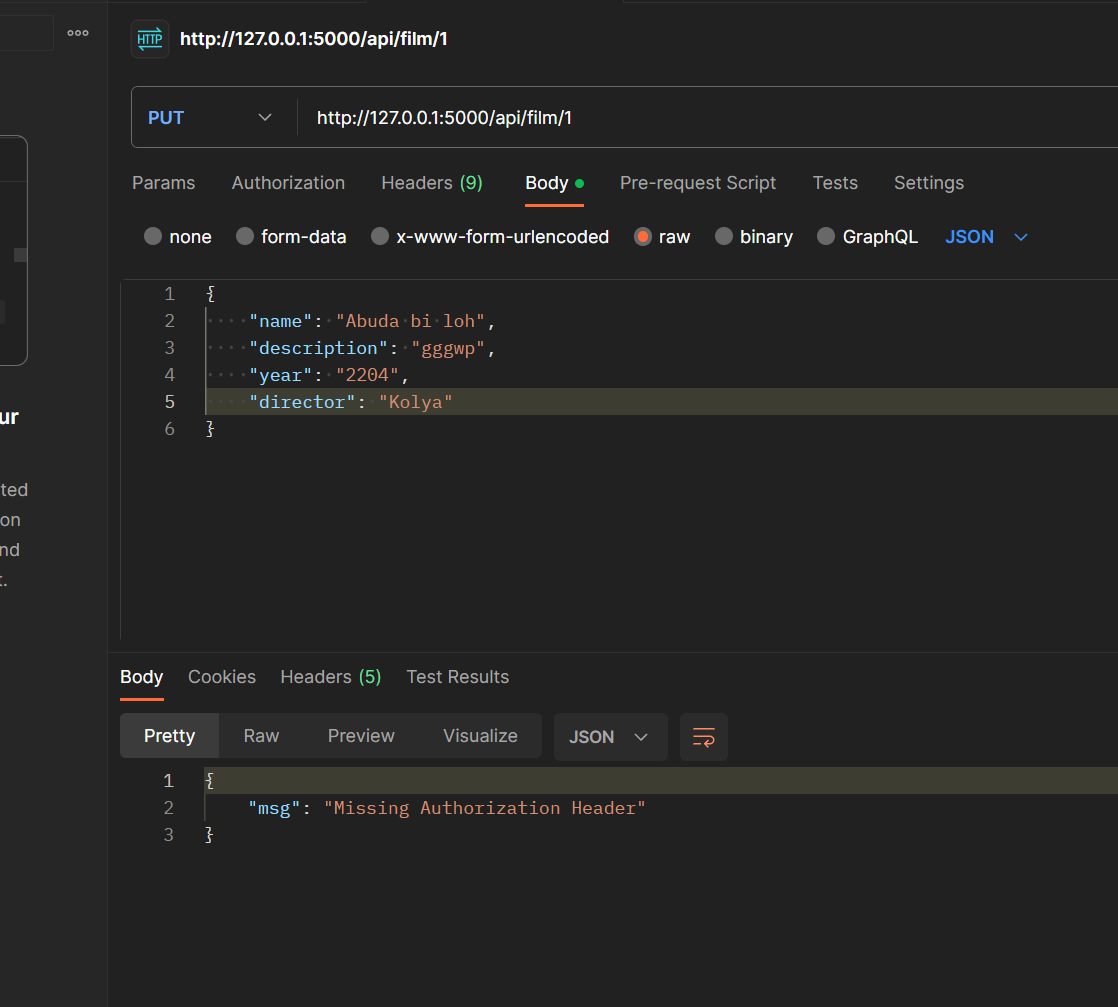 ooo
HTTP http://127.0.0.1:5000/api/film/1
PUT http://127.0.0.1:5000/api/film/1
Params Authorization Headers (9) Body Pre-request Script Tests Settings
none form-data x-www-form-urlencoded raw binary GraphQL JSON
1 {
2 "name": "Abuda bi loh",
3 "description": "gggwp",
4 "year": "2204",
5 "director": "Kolya"
6 }
ur
ted
on
nd
t.
Body Cookies Headers (5) Test Results
Pretty Raw Preview Visualize JSON
1 {
2 "msg": "Missing Authorization Header"
3 }